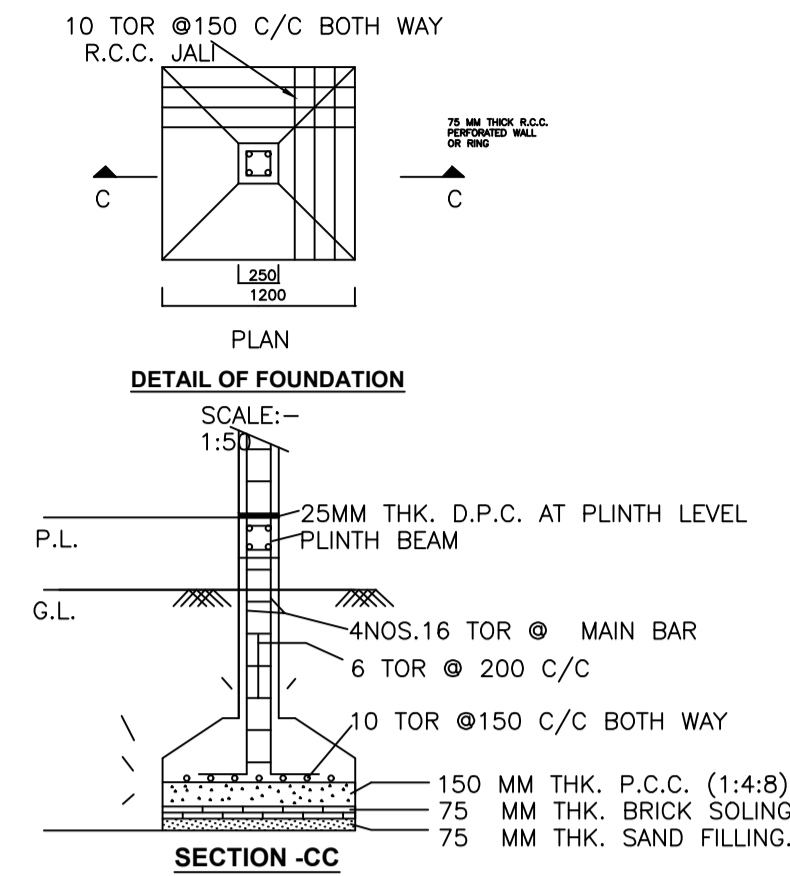 10 TOR @150 C/C BOTH WAY
R.C.C. JALI
75 MM THICK R.C.C.
PERFORATED WALL
OR RING
C
C
250
1200
PLAN
DETAIL OF FOUNDATION
SCALE:-
1:50
25MM THK. D.P.C. AT PLINTH LEVEL
P.L.
PLINTH BEAM
G.L.
4NOS.16 TOR @ MAIN BAR
6 TOR @ 200 C/C
10 TOR @150 C/C BOTH WAY
150 MM THK. P.C.C. (1:4:8)
75 MM THK. BRICK SOLING
75 MM THK. SAND FILLING.
SECTION -CC